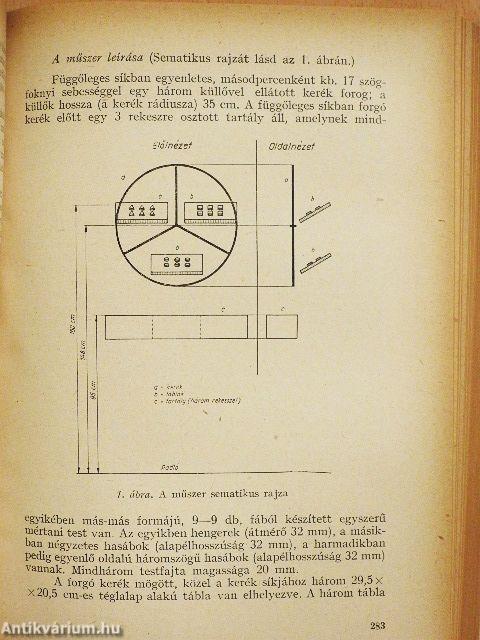 A műszer leírása (Sematikus rajzát lásd az 1. ábrán.)
Függőleges síkban egyenletes, másodpercenként kb. 17 szög-
foknyi sebességgel egy három küllővel ellátott kerék forog; a
küllők hossza (a kerék rádiusza) 35 cm. A függőleges síkban forgó
kerék előtt egy 3 rekeszre osztott tartály áll, amelynek mind-
Előlnézet Oldalnézet
a
b
b
b
a
b
b
c
c
148 cm
95 cm
a - kerék
b - táblák
c - tartály (három rekesszel)
Padló
1. ábra. A műszer sematikus rajza
egyikében más-más formájú, 9—9 db, fából készített egyszerű
mértani test van. Az egyikben hengerek (átmérő 32 mm), a másik-
ban négyzetes hasábok (alapélhosszúság 32 mm), a harmadikban
pedig egyenlő oldalú háromszögű hasábok (alapélhosszúság 32 mm)
vannak. Mindhárom testfajta magassága 20 mm.
A forgó kerék mögött, közel a kerék síkjához három 29,5×
×20,5 cm-es téglalap alakú tábla van elhelyezve. A három tábla
283
Antikvárium.hu